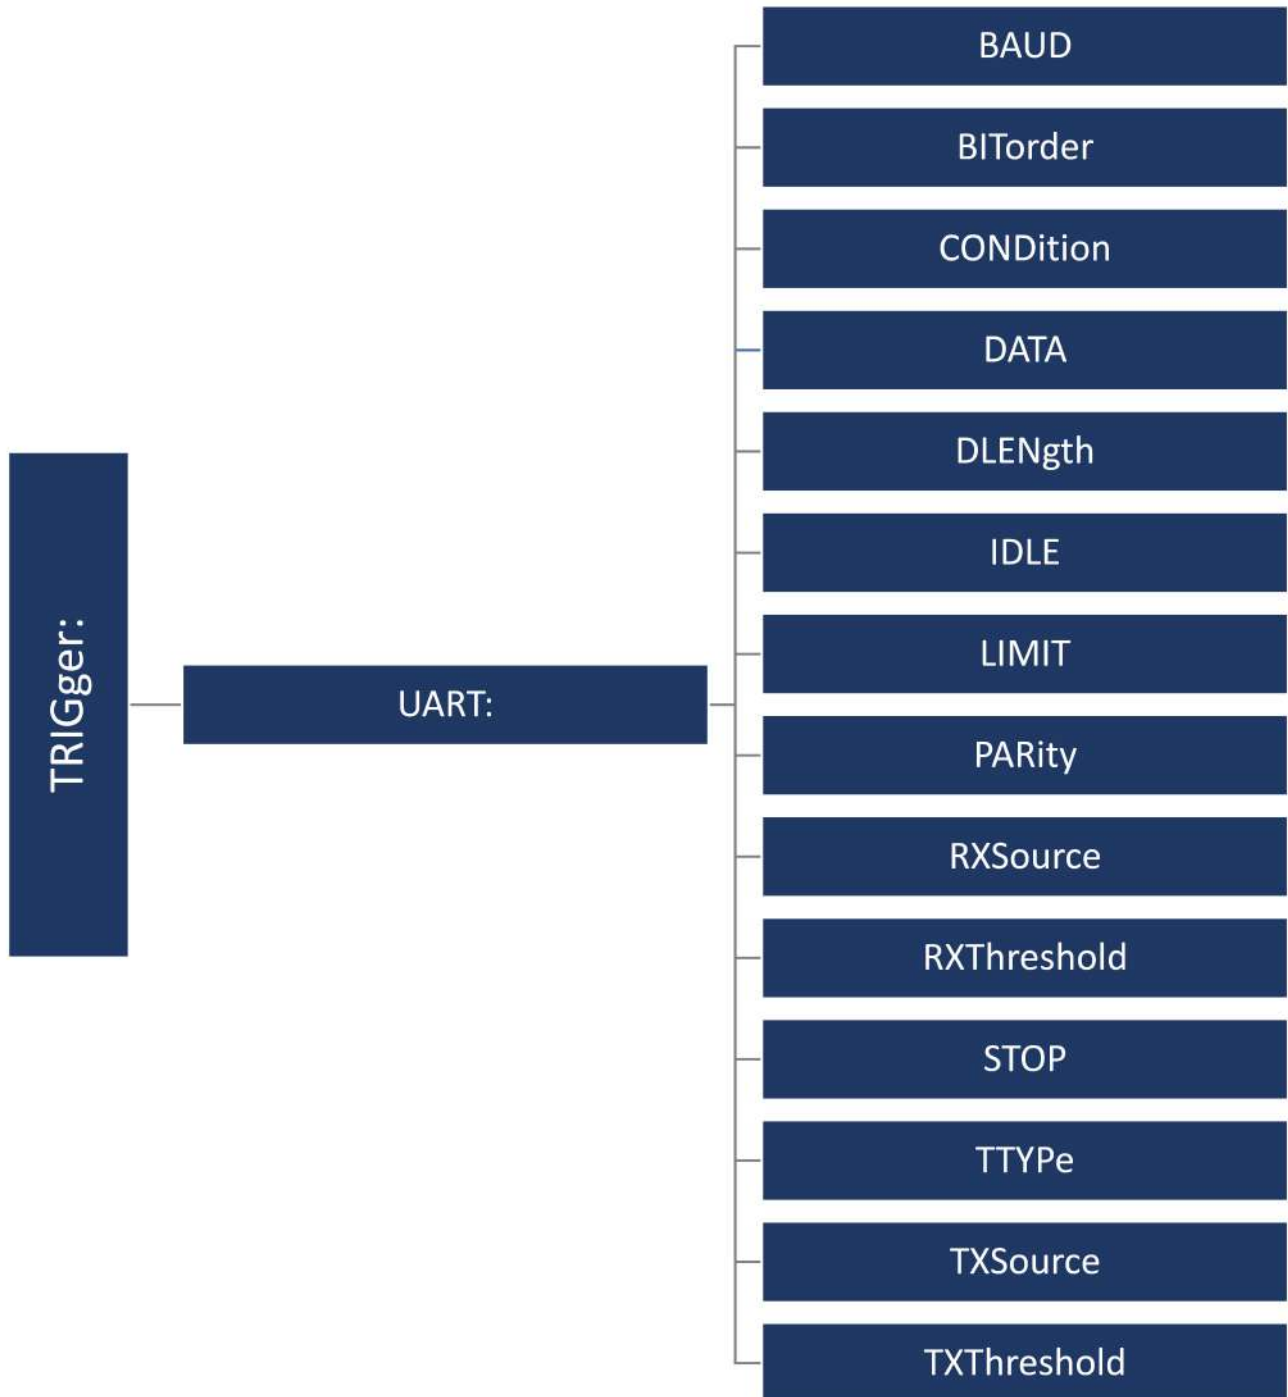 TRIGger:
UART:
BAUD
BITorder
CONDition
DATA
DLENgth
IDLE
LIMIT
PARity
RXSource
RXThreshold
STOP
TTYPe
TXSource
TXThreshold